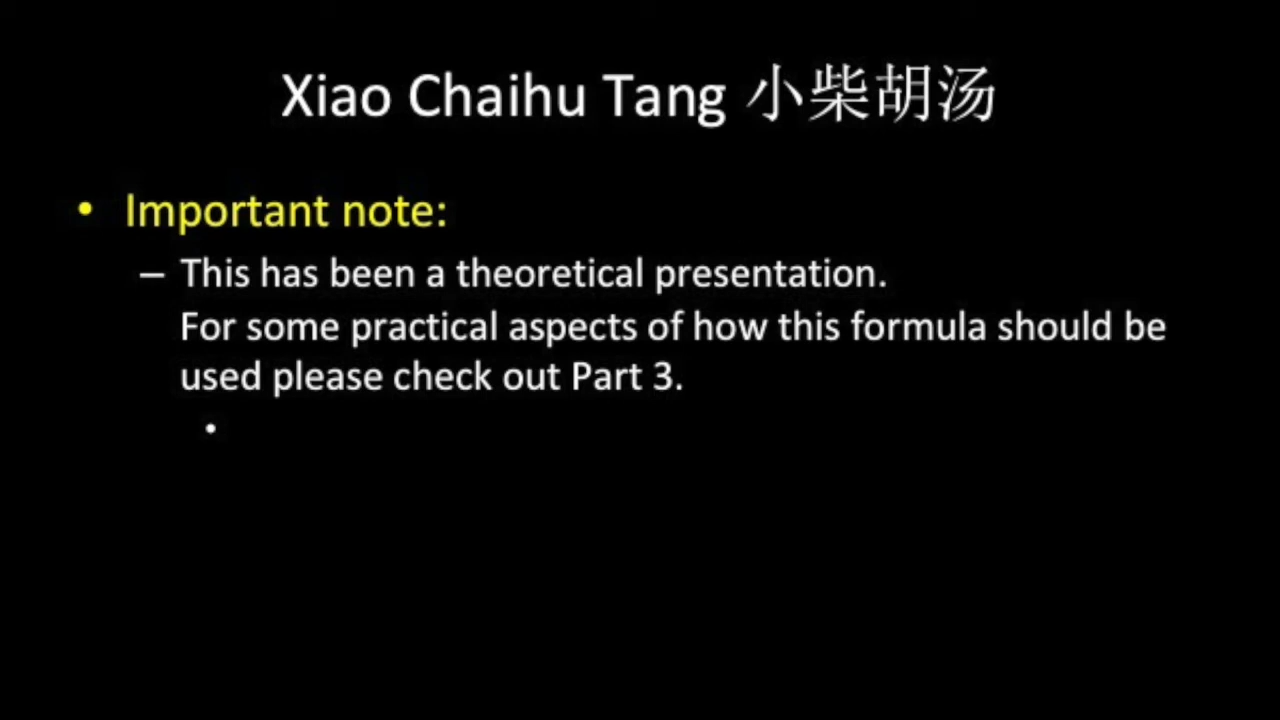 Xiao Chaihu Tang 小柴胡汤
• Important note:
– This has been a theoretical presentation.
For some practical aspects of how this formula should be
used please check out Part 3.
•